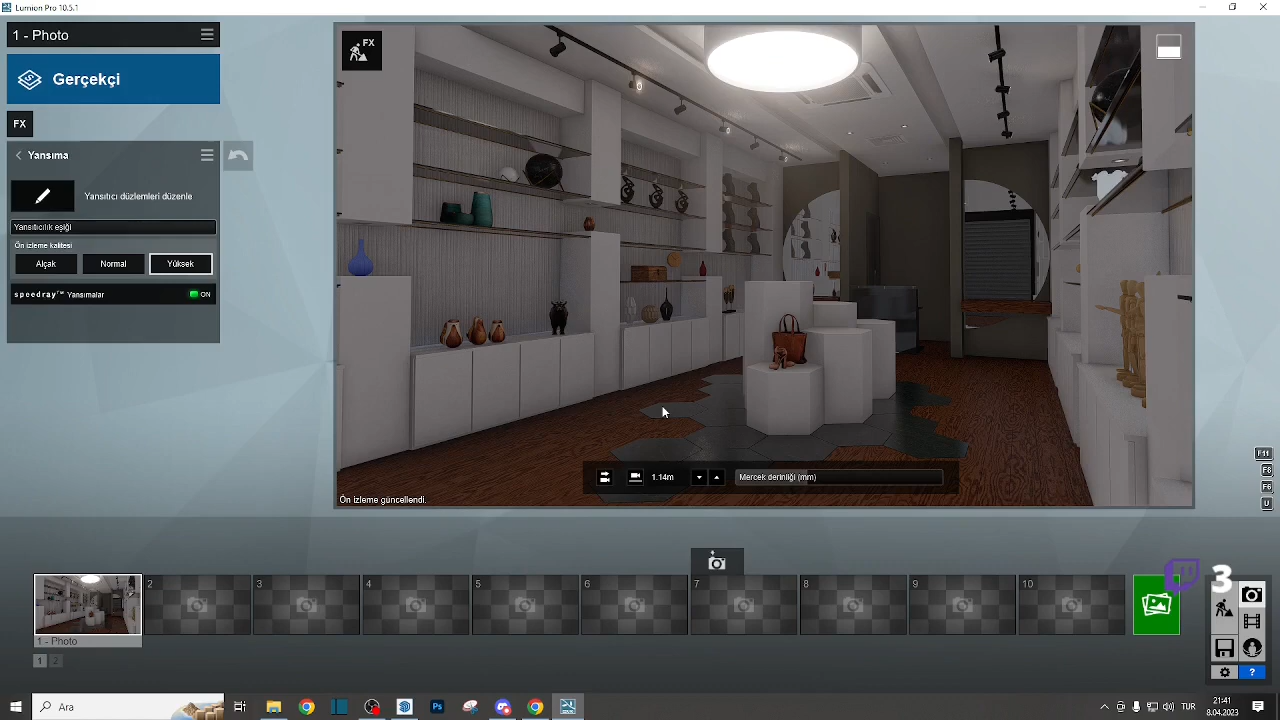 Lumion Pro 10.5.1
1 - Photo
FX
Gerçekçi
FX
Yansıma
Yansıtıcı düzlemleri düzenle
Yansıtıcılık eşiği
Ön izleme kalitesi
Alçak Normal Yüksek
speedray™ Yansımalar ON
1.14m Mercek derinliği (mm)
Ön izleme güncellendi.
F11
F8
F6
U
2 3 4 5 6 7 8 9 10
1 - Photo
1 2
3
?
Ara
Ps
TUR
21:41
8.04.2023